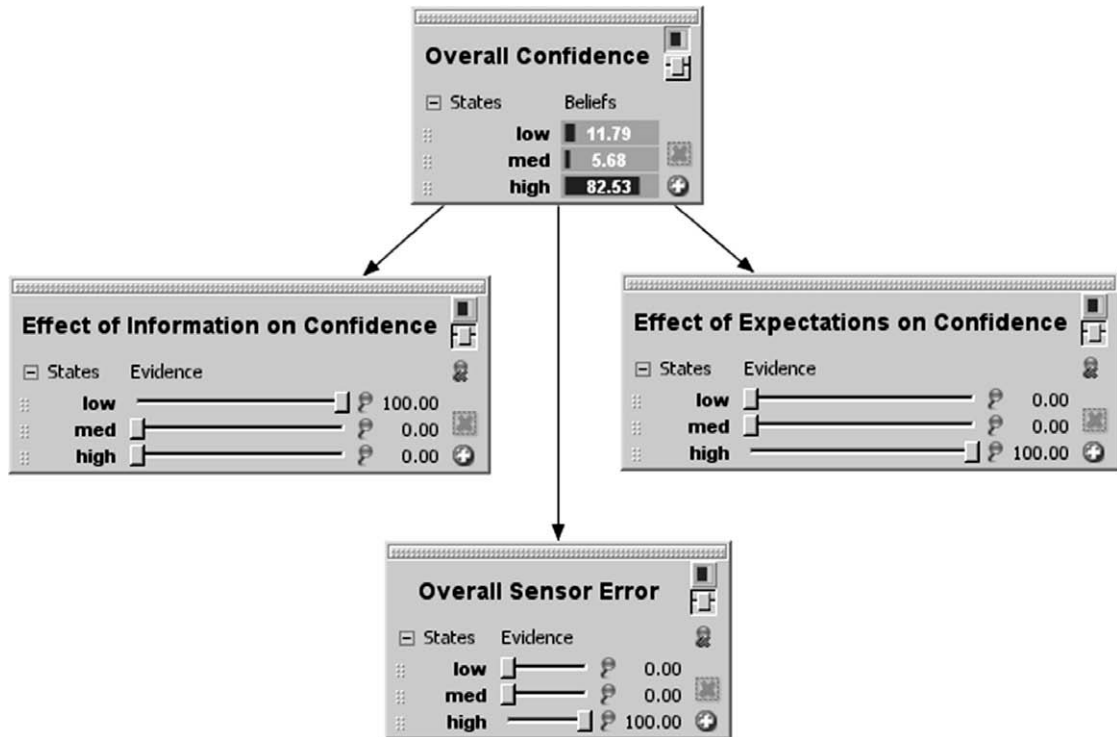 Overall Confidence
States Beliefs
low 11.79
med 5.68
high 82.53
Effect of Information on Confidence
States Evidence
low 100.00
med 0.00
high 0.00
Effect of Expectations on Confidence
States Evidence
low 0.00
med 0.00
high 100.00
Overall Sensor Error
States Evidence
low 0.00
med 0.00
high 100.00